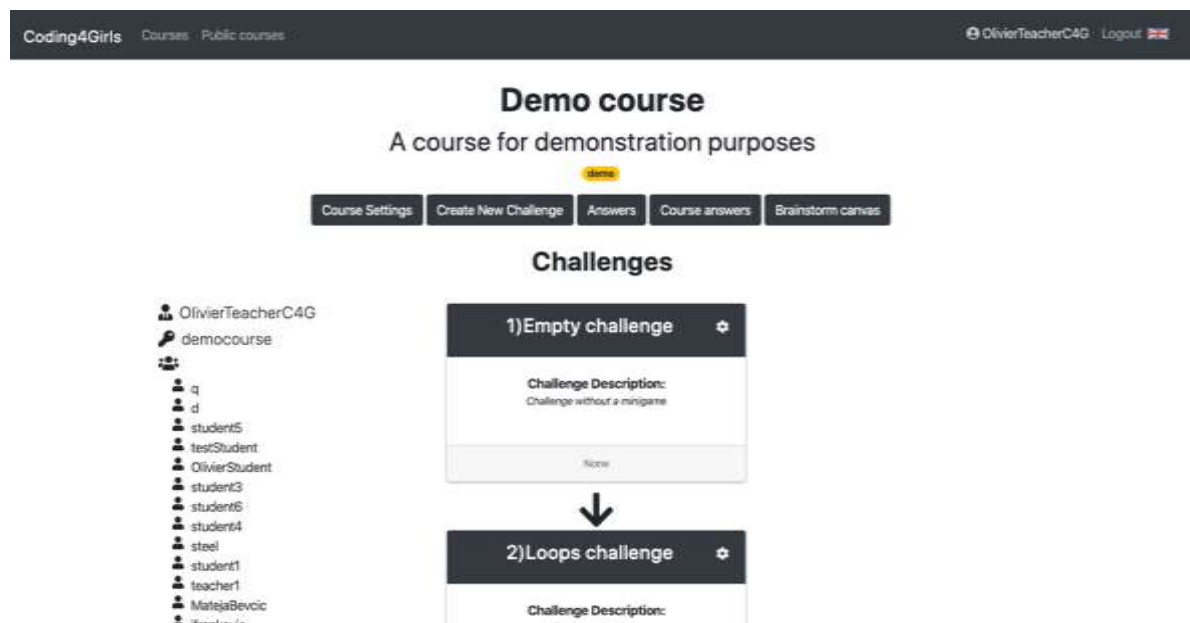 Coding4Girls Courses Public courses OlivierTeacherC4G Logout
Demo course
A course for demonstration purposes
demo
Course Settings Create New Challenge Answers Course answers Brainstorm canvas
Challenges
OlivierTeacherC4G
democourse
q
d
student5
testStudent
OlivierStudent
student3
student6
student4
steel
student1
teacher1
MatejaBevcic
1)Empty challenge
Challenge Description:
Challenge without a minigame
None
2)Loops challenge
Challenge Description: